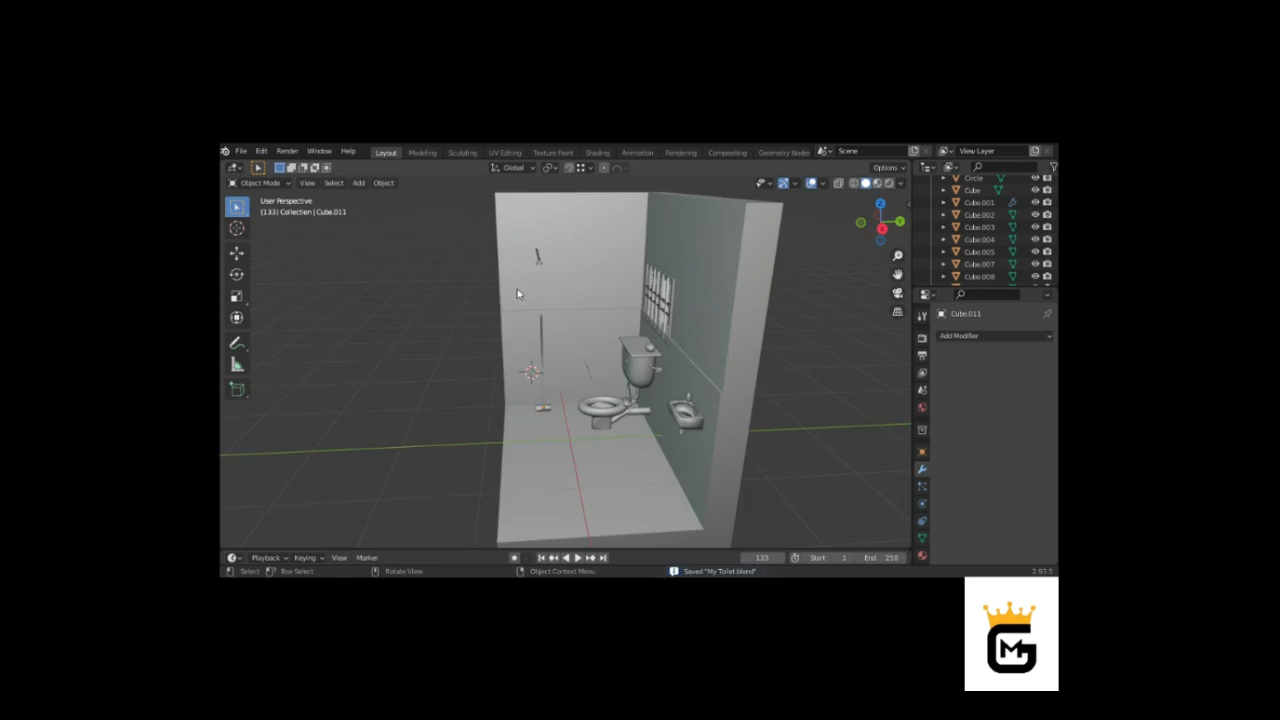 File Edit Render Window Help Layout Modeling Sculpting UV Editing Texture Paint Shading Animation Rendering Compositing Geometry Nodes Scene View Layer
Global Options
Object Mode View Select Add Object
User Perspective
(133) Collection | Cube.011
Z
Y
X
Circle
Cube
Cube.001
Cube.002
Cube.003
Cube.004
Cube.005
Cube.007
Cube.008
Cube.011
Add Modifier
Playback Keying View Marker 133 Start 1 End 250
Select Box Select Rotate View Object Context Menu Saved "My Toilet.blend" 2.93.5
GM